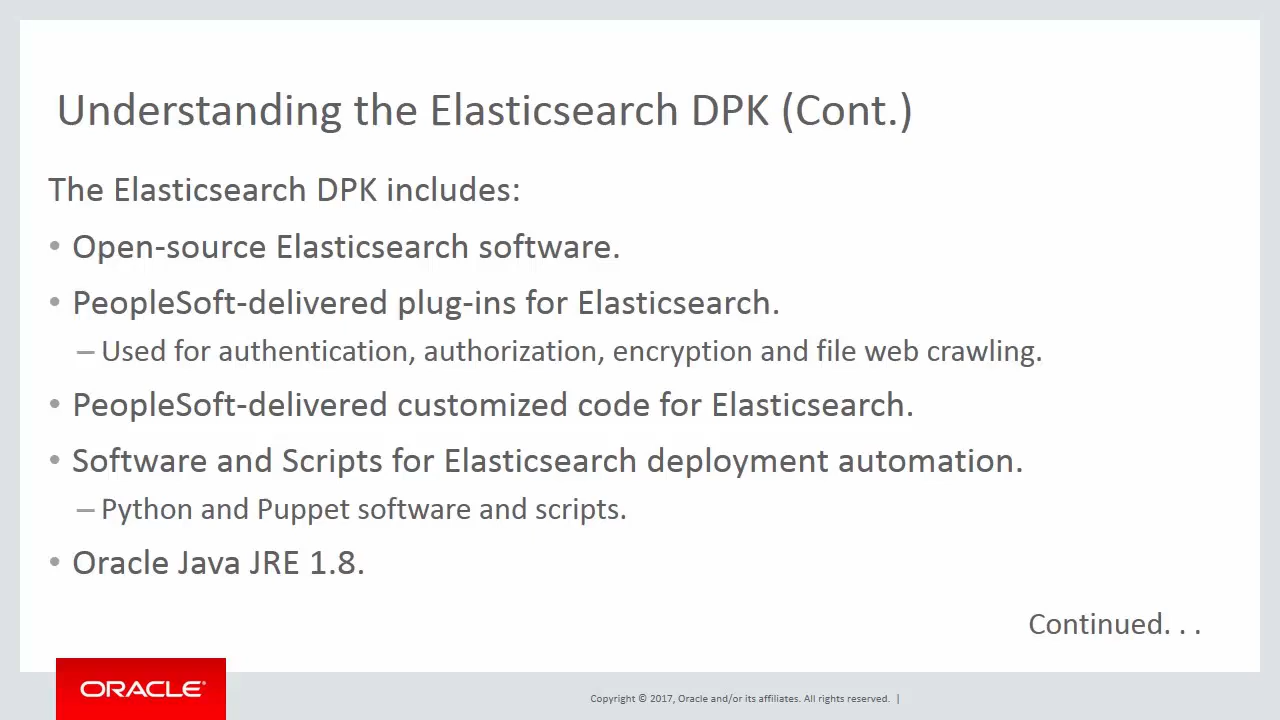 Understanding the Elasticsearch DPK (Cont.)
The Elasticsearch DPK includes:
• Open-source Elasticsearch software.
• PeopleSoft-delivered plug-ins for Elasticsearch.
– Used for authentication, authorization, encryption and file web crawling.
• PeopleSoft-delivered customized code for Elasticsearch.
• Software and Scripts for Elasticsearch deployment automation.
– Python and Puppet software and scripts.
• Oracle Java JRE 1.8.
Continued. . .
ORACLE®
Copyright © 2017, Oracle and/or its affiliates. All rights reserved. |